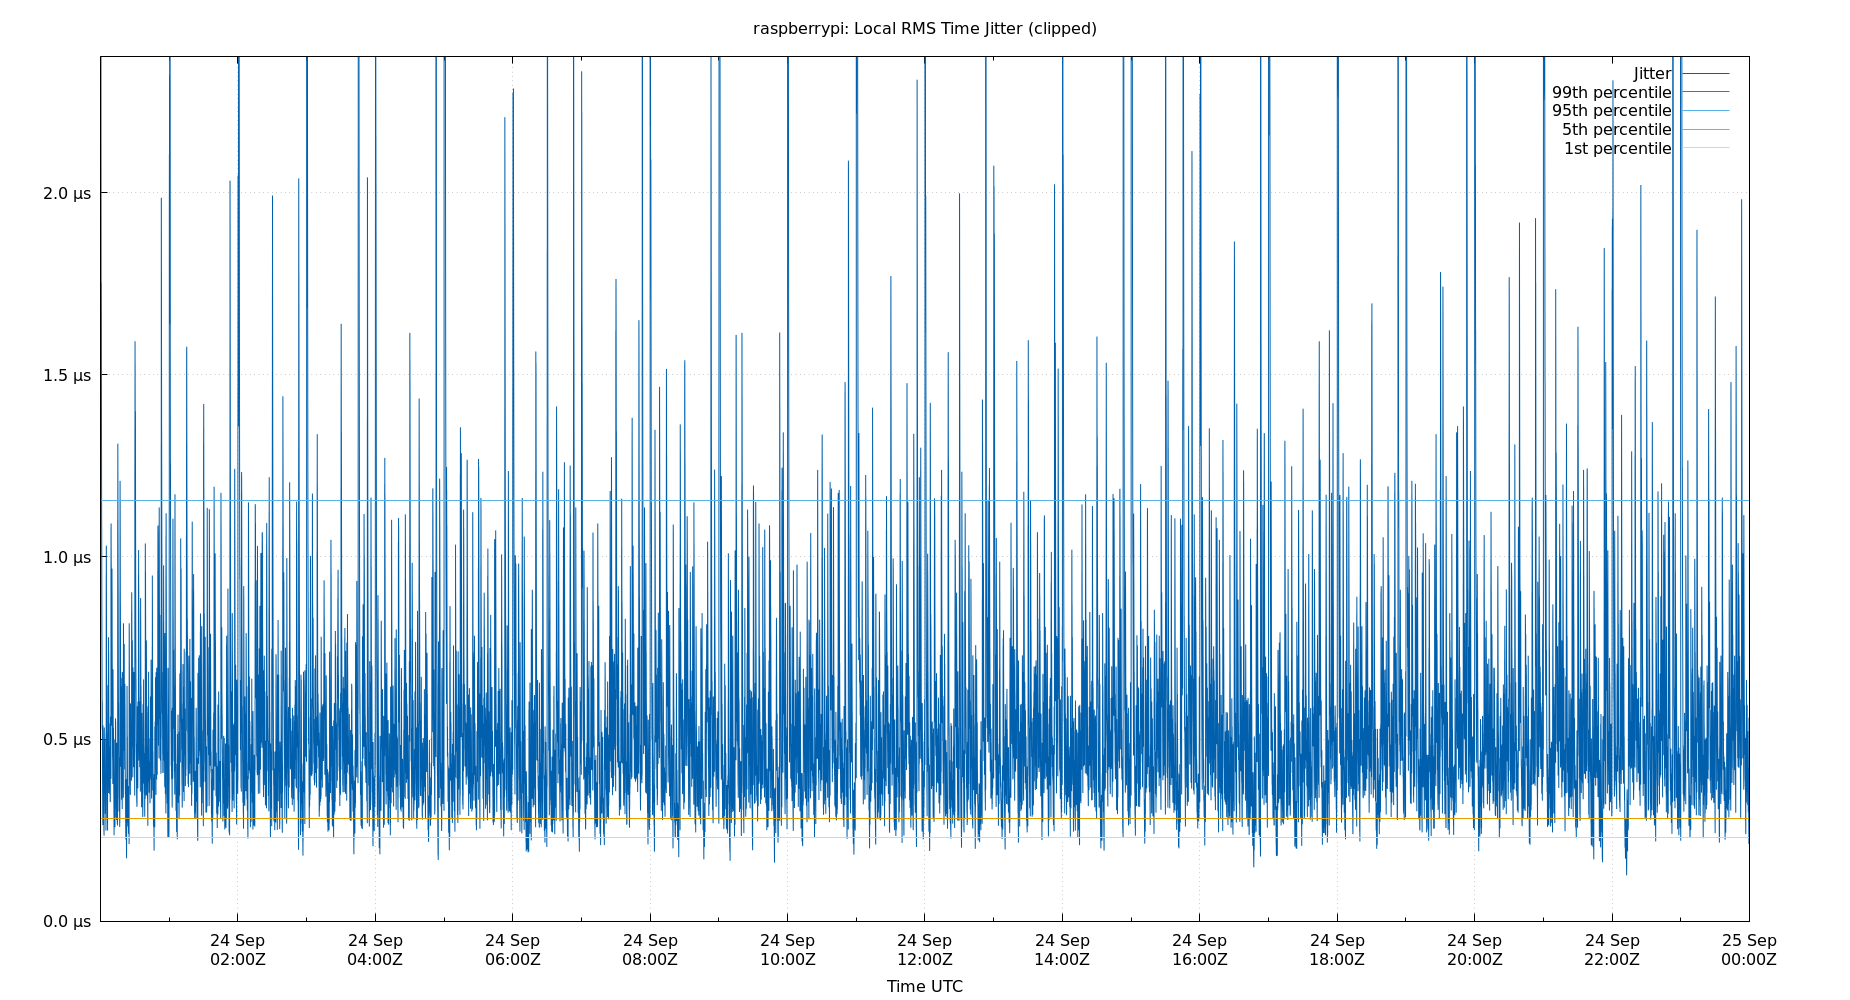 raspberrypi: Local RMS Time Jitter (clipped)
Jitter
99th percentile
95th percentile
5th percentile
1st percentile
2.0 µs
1.5 µs
1.0 µs
0.5 µs
0.0 µs
24 Sep 24 Sep 24 Sep 24 Sep 24 Sep 24 Sep 24 Sep 24 Sep 24 Sep 24 Sep 24 Sep 25 Sep
02:00Z 04:00Z 06:00Z 08:00Z 10:00Z 12:00Z 14:00Z 16:00Z 18:00Z 20:00Z 22:00Z 00:00Z
Time UTC